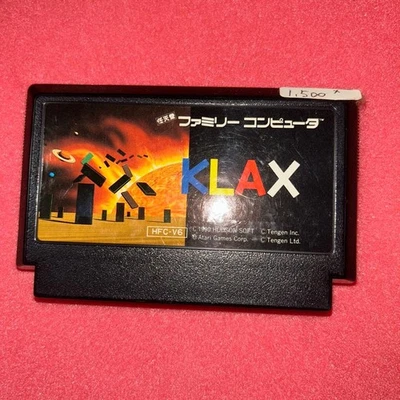 1,500
任天堂 ファミリー コンピュータ
KLAX
HFC-V6
© 1990 HUDSON SOFT © Tengen Inc.
© Atari Games Corp. © Tengen Ltd.